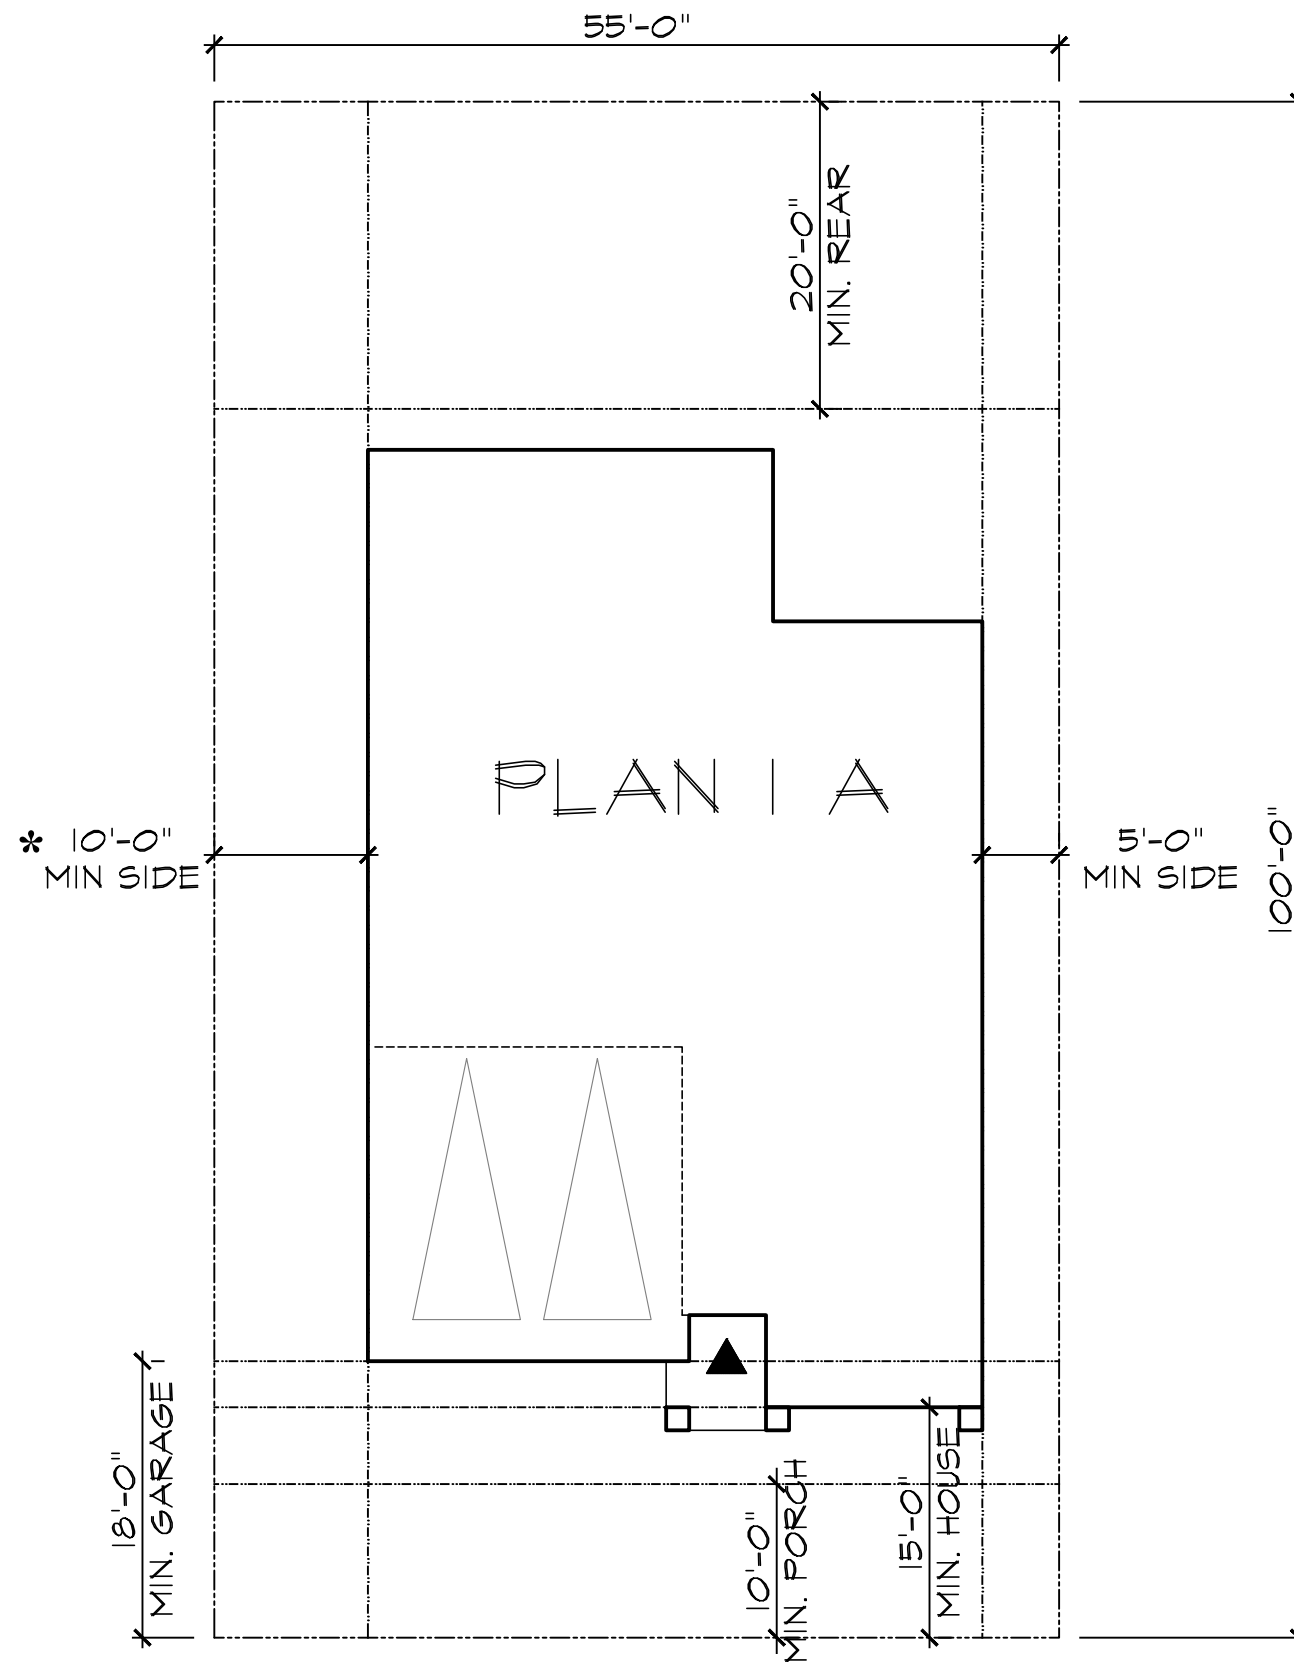 55'-0"
20'-0"
MIN. REAR
PLAN 1 A
* 10'-0"
MIN SIDE
5'-0"
MIN SIDE
100'-0"
18'-0"
MIN. GARAGE
10'-0"
MIN. PORCH
15'-0"
MIN. HOUSE